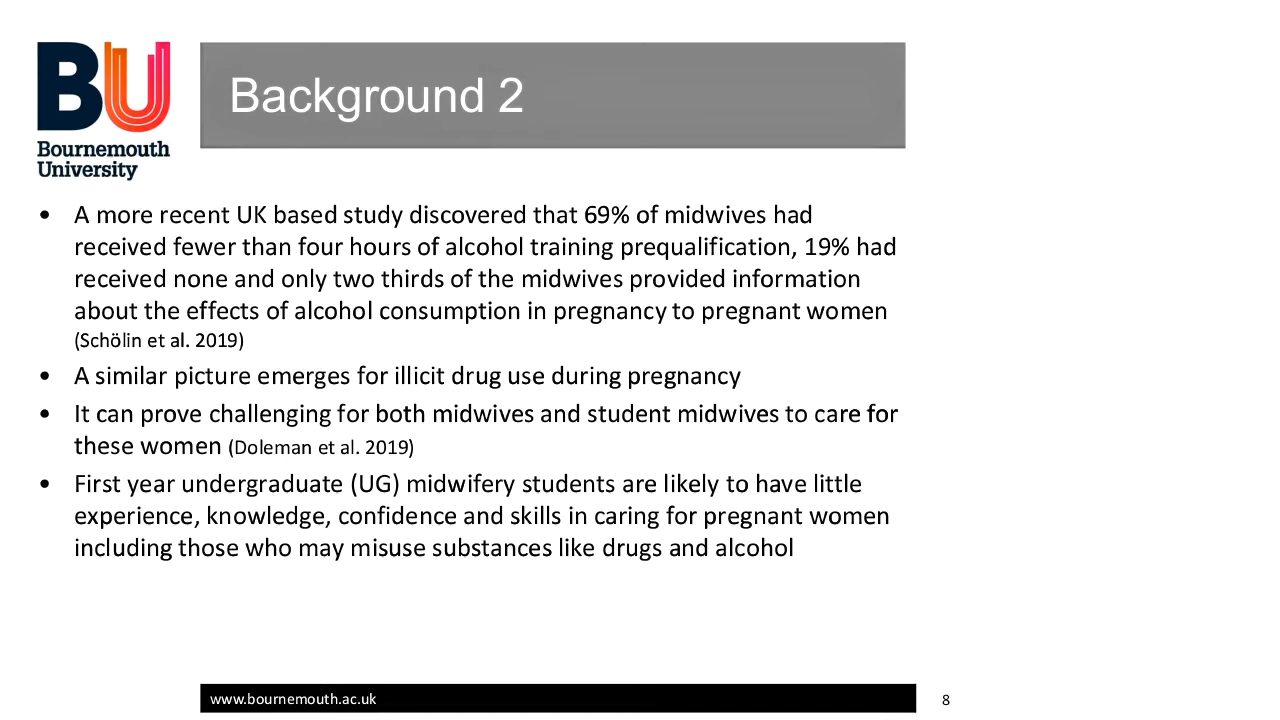 BU
Bournemouth
University
Background 2
• A more recent UK based study discovered that 69% of midwives had
received fewer than four hours of alcohol training prequalification, 19% had
received none and only two thirds of the midwives provided information
about the effects of alcohol consumption in pregnancy to pregnant women
(Schölin et al. 2019)
• A similar picture emerges for illicit drug use during pregnancy
• It can prove challenging for both midwives and student midwives to care for
these women (Doleman et al. 2019)
• First year undergraduate (UG) midwifery students are likely to have little
experience, knowledge, confidence and skills in caring for pregnant women
including those who may misuse substances like drugs and alcohol
www.bournemouth.ac.uk
8